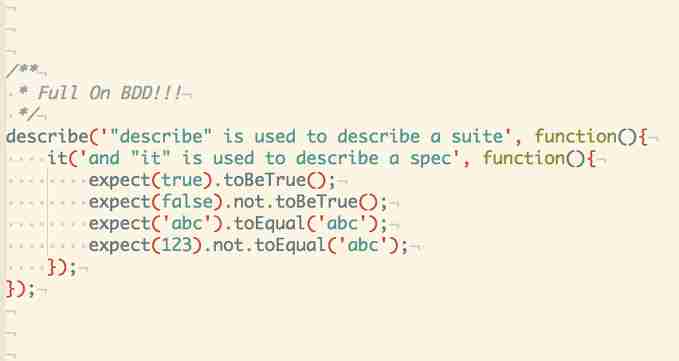 /**
 * Full On BDD!!!
 */
describe('"describe" is used to describe a suite', function(){
    it('and "it" is used to describe a spec', function(){
        expect(true).toBeTrue();
        expect(false).not.toBeTrue();
        expect('abc').toEqual('abc');
        expect(123).not.toEqual('abc');
    });
});